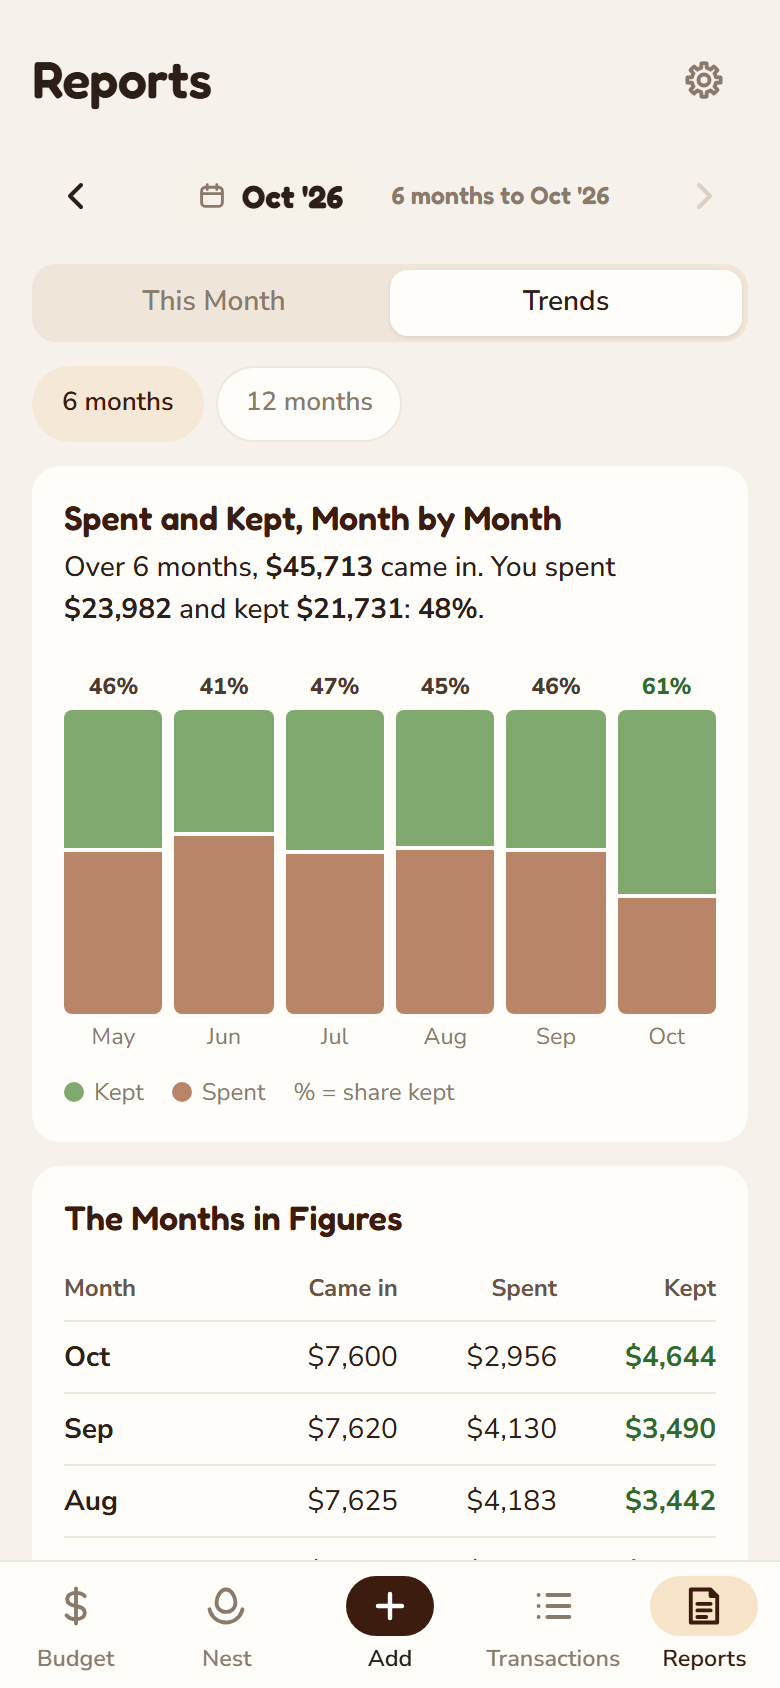 Reports
Oct '26 6 months to Oct '26
This Month Trends
6 months 12 months
Spent and Kept, Month by Month
Over 6 months, $45,713 came in. You spent
$23,982 and kept $21,731: 48%.
46% 41% 47% 45% 46% 61%
May Jun Jul Aug Sep Oct
Kept Spent % = share kept
The Months in Figures
Month Came in Spent Kept
Oct $7,600 $2,956 $4,644
Sep $7,620 $4,130 $3,490
Aug $7,625 $4,183 $3,442
Budget Nest Add Transactions Reports